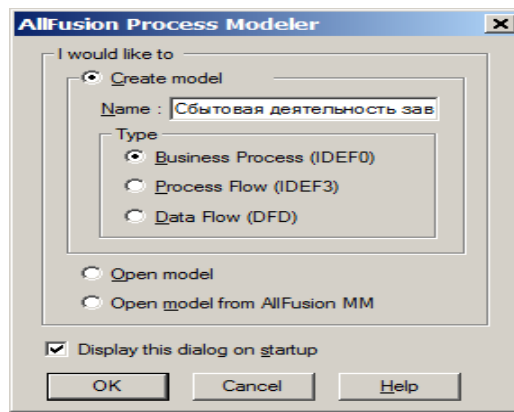 AllFusion Process Modeler
I would like to
Create model
Name : Сбытовая деятельность зав
Type
Business Process (IDEF0)
Process Flow (IDEF3)
Data Flow (DFD)
Open model
Open model from AllFusion MM
Display this dialog on startup
OK Cancel Help